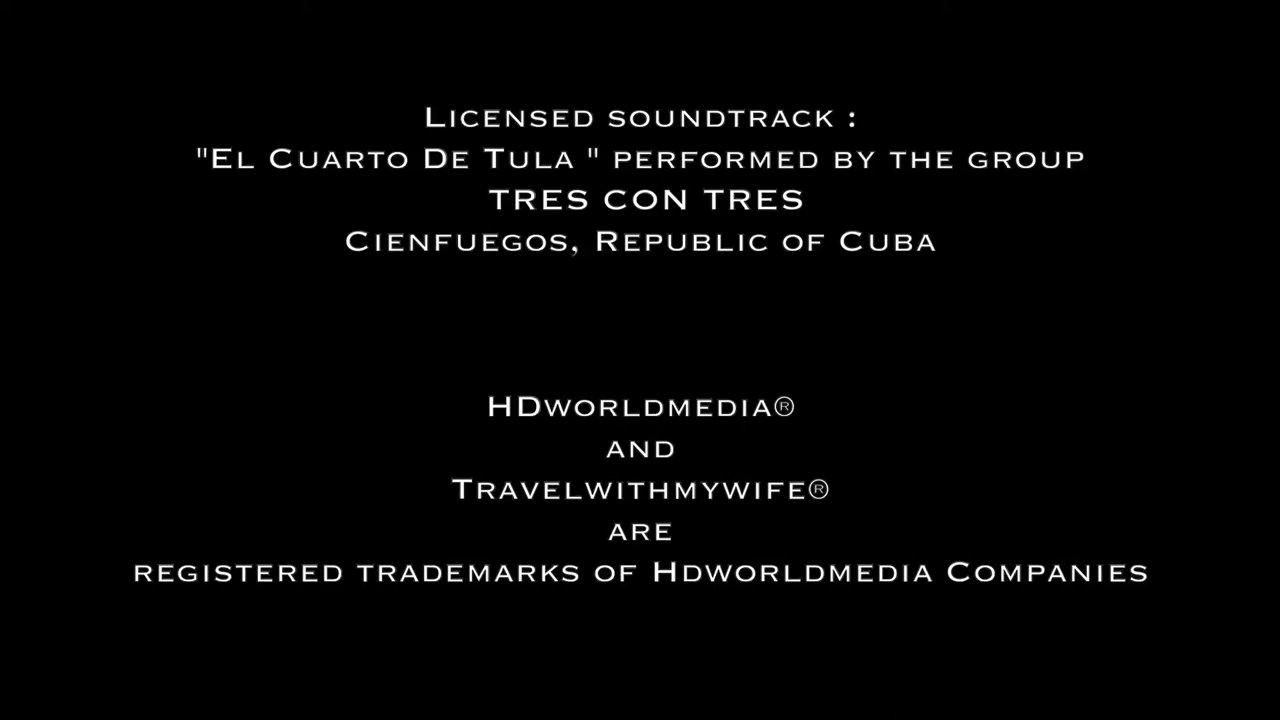 Licensed soundtrack :
"El Cuarto De Tula " performed by the group
TRES CON TRES
Cienfuegos, Republic of Cuba
HDworldmedia®
and
Travelwithmywife®
are
registered trademarks of Hdworldmedia Companies